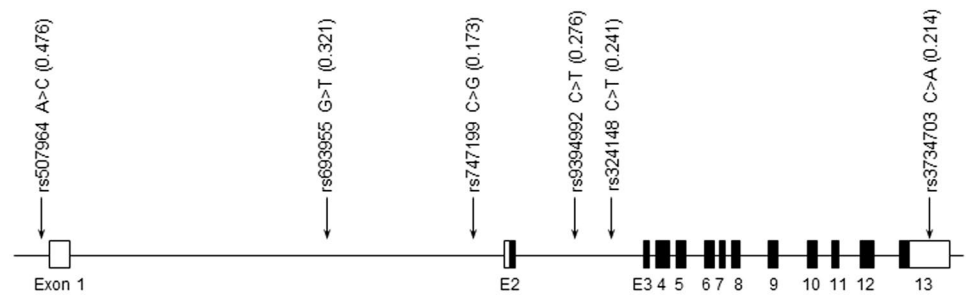 rs507964 A>C (0.476)
rs693955 G>T (0.321)
rs747199 C>G (0.173)
rs9394992 C>T (0.276)
rs324148 C>T (0.241)
rs3734703 C>A (0.214)
Exon 1 E2 E3 4 5 6 7 8 9 10 11 12 13